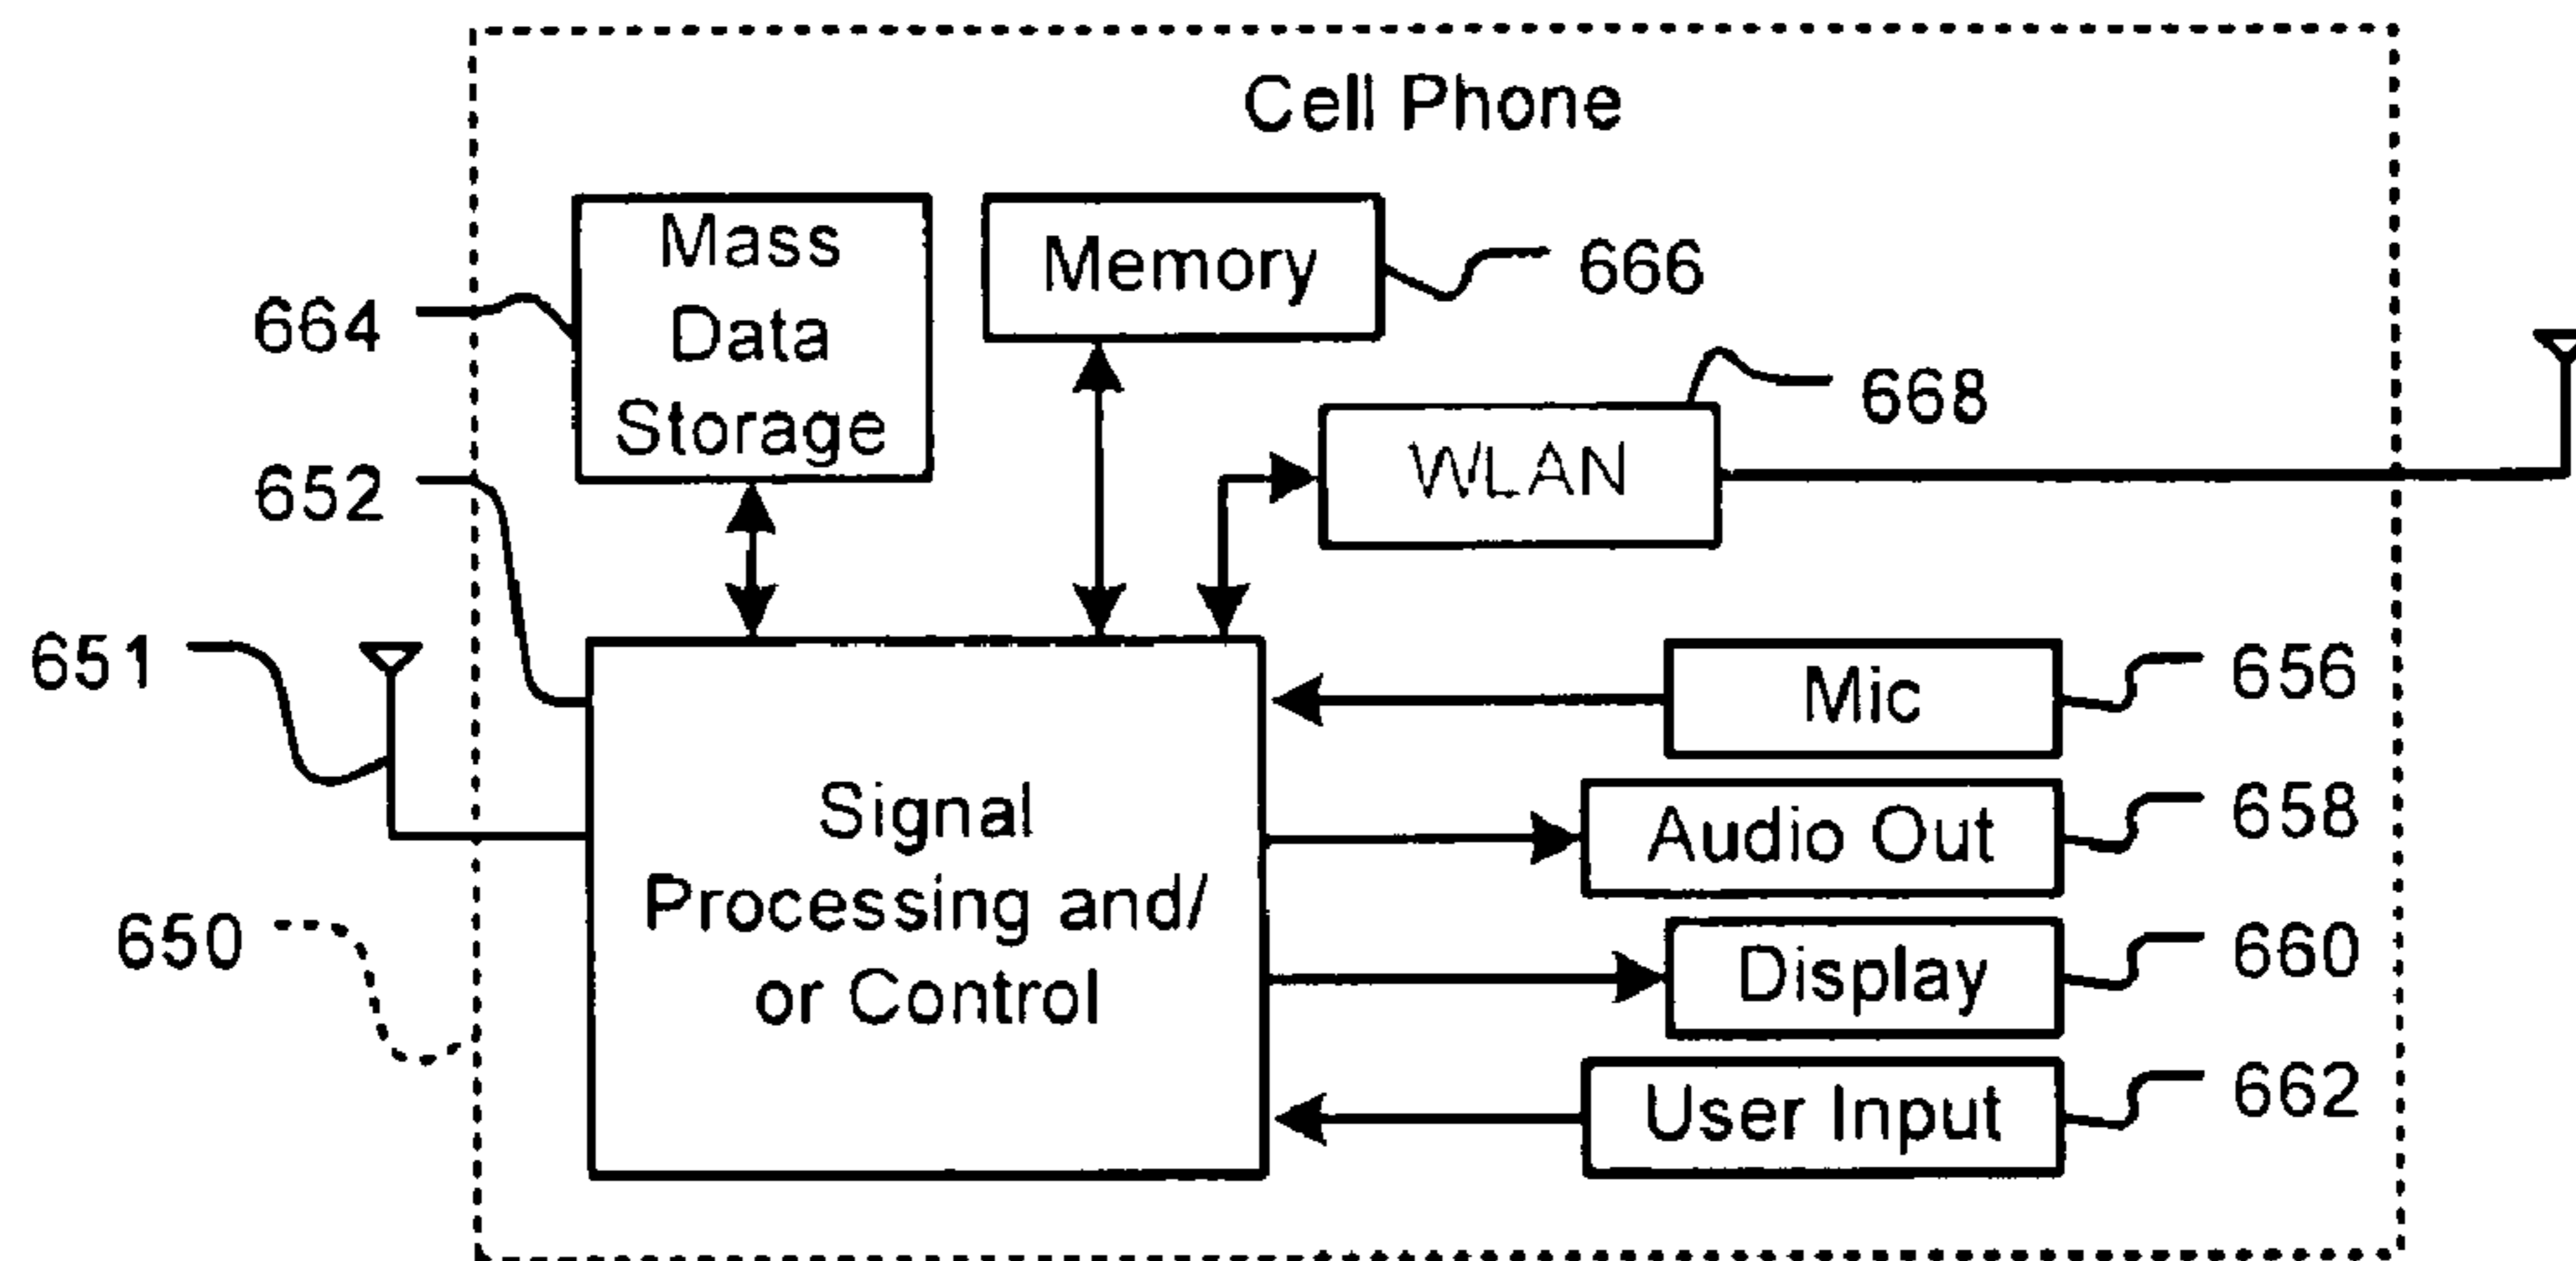 Cell Phone
Mass
Data
Storage
Memory
666
664
668
WLAN
652
651
Mic
656
Signal
Processing and/
or Control
Audio Out
658
650
Display
660
User Input
662